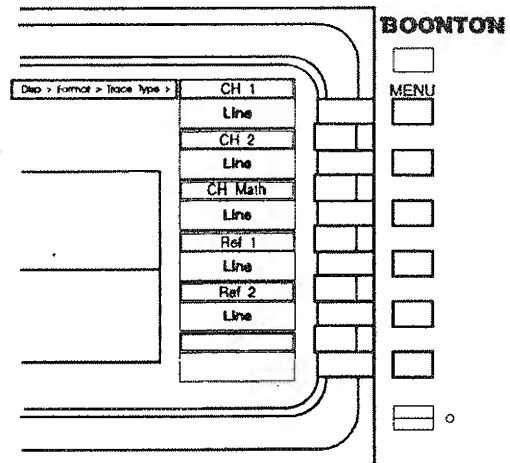 BOONTON
MENU
Disp > Format > Trace Type >
CH 1
Line
CH 2
Line
CH Math
Line
Ref 1
Line
Ref 2
Line